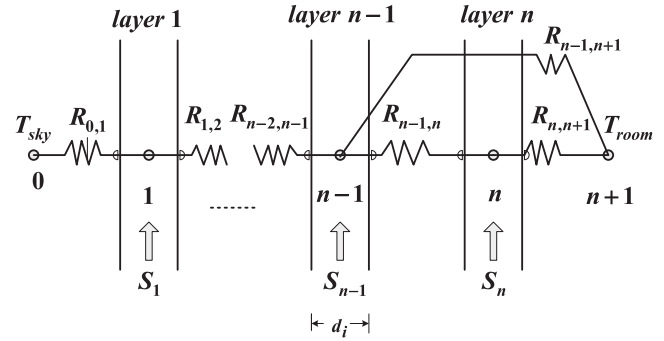 layer 1 layer n−1 layer n
R_{n−1,n+1}
T_{sky} R_{0,1} R_{1,2} R_{n−2,n−1} R_{n−1,n} R_{n,n+1} T_{room}
0 1 n−1 n n+1
........
S_1 S_{n−1} S_n
d_i